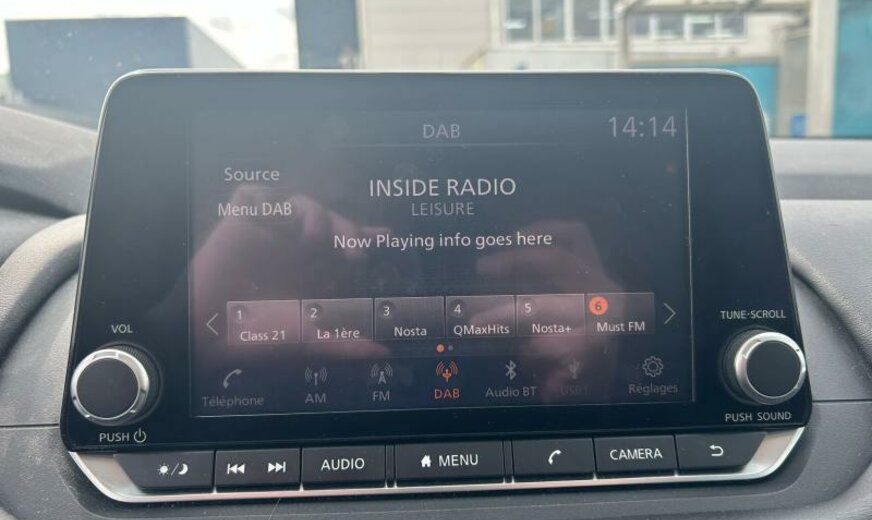 DAB
14:14
Source
INSIDE RADIO
Menu DAB
LEISURE
Now Playing info goes here
1
Class 21
2
La 1ère
3
Nosta
4
QMaxHits
5
Nosta+
6
Must FM
VOL
TUNE·SCROLL
Téléphone
AM
FM
DAB
Audio BT
USB1
Réglages
PUSH
PUSH SOUND
AUDIO
MENU
CAMERA